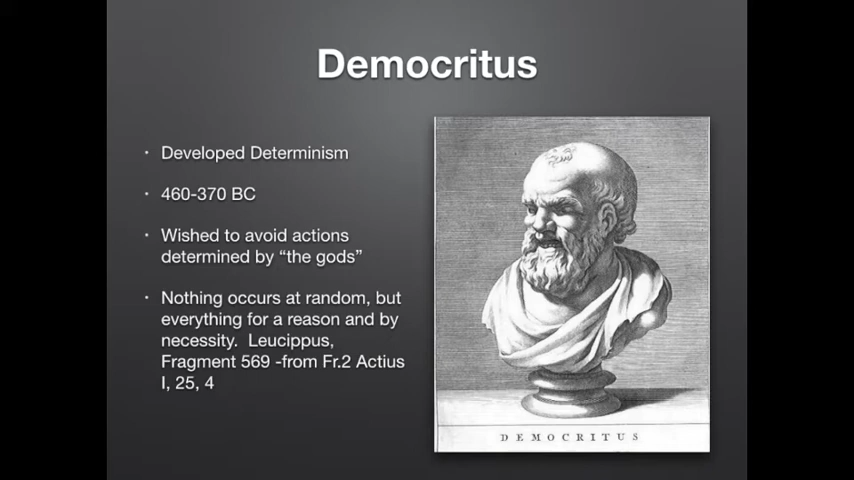 Democritus
· Developed Determinism
· 460-370 BC
· Wished to avoid actions
determined by “the gods”
· Nothing occurs at random, but
everything for a reason and by
necessity.  Leucippus,
Fragment 569 -from Fr.2 Actius
I, 25, 4
DEMOCRITUS